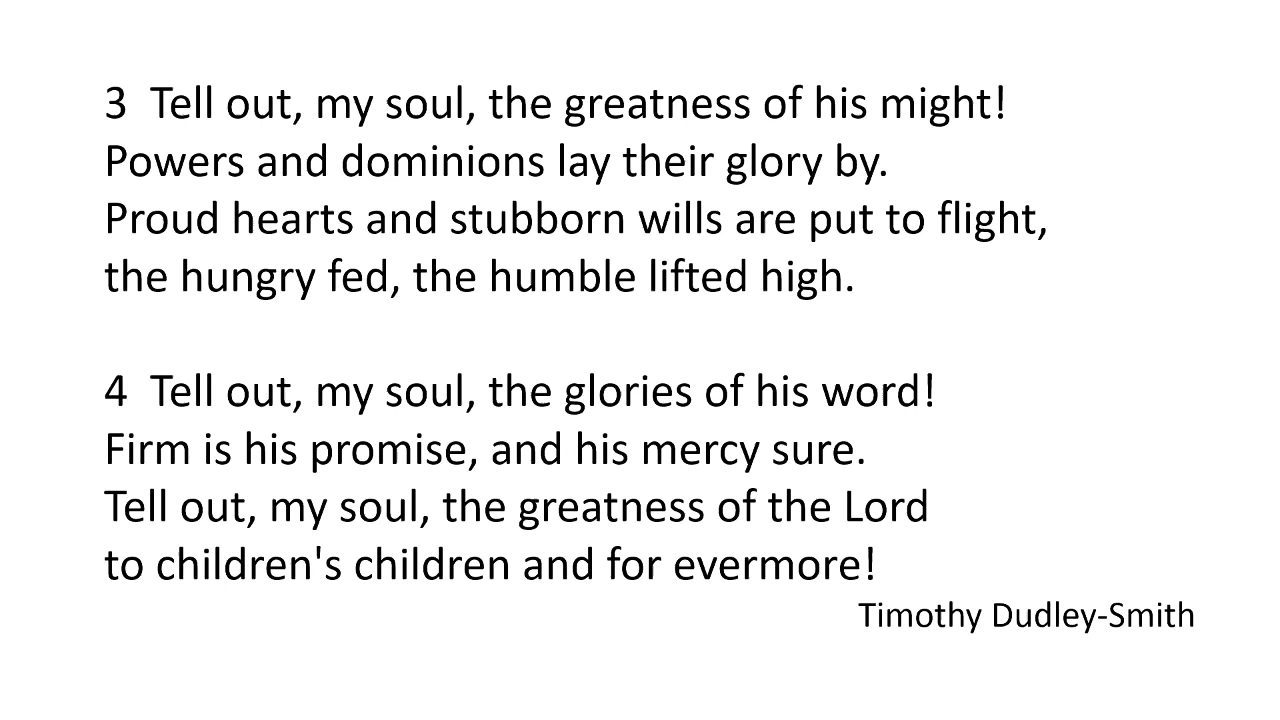 3 Tell out, my soul, the greatness of his might!
Powers and dominions lay their glory by.
Proud hearts and stubborn wills are put to flight,
the hungry fed, the humble lifted high.
4 Tell out, my soul, the glories of his word!
Firm is his promise, and his mercy sure.
Tell out, my soul, the greatness of the Lord
to children's children and for evermore!
Timothy Dudley-Smith